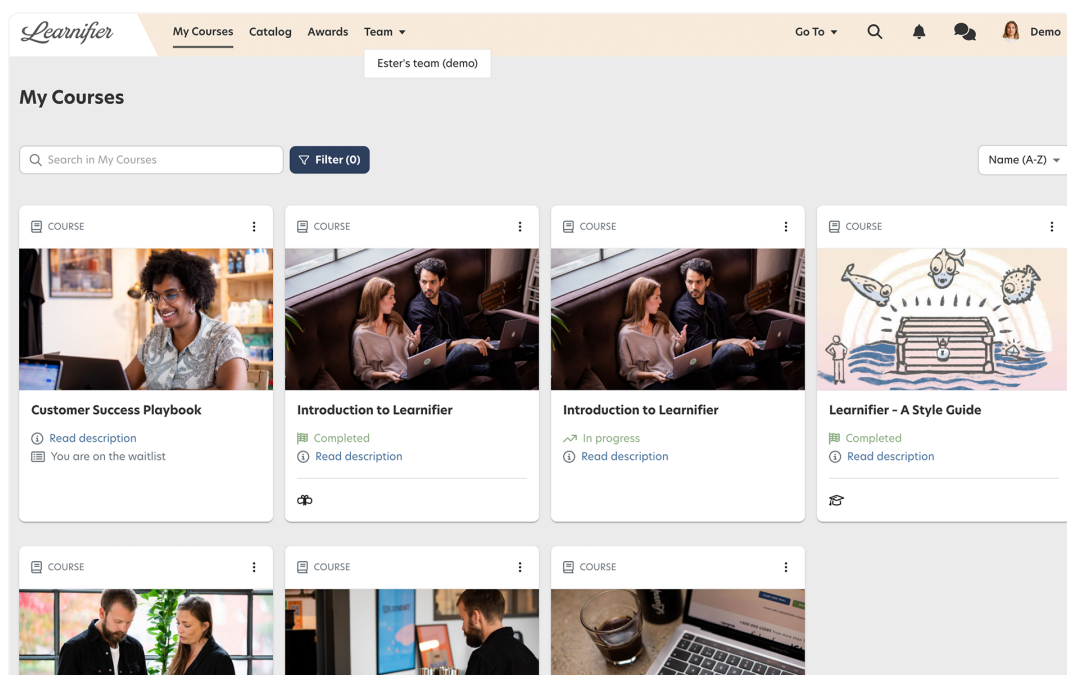 Learnifier
My Courses
Catalog
Awards
Team
Go To
Demo
Ester's team (demo)
My Courses
Search in My Courses
Filter (0)
Name (A-Z)
COURSE
COURSE
COURSE
COURSE
Customer Success Playbook
Read description
You are on the waitlist
Introduction to Learnifier
Completed
Read description
Introduction to Learnifier
In progress
Read description
Learnifier – A Style Guide
Completed
Read description
COURSE
COURSE
COURSE